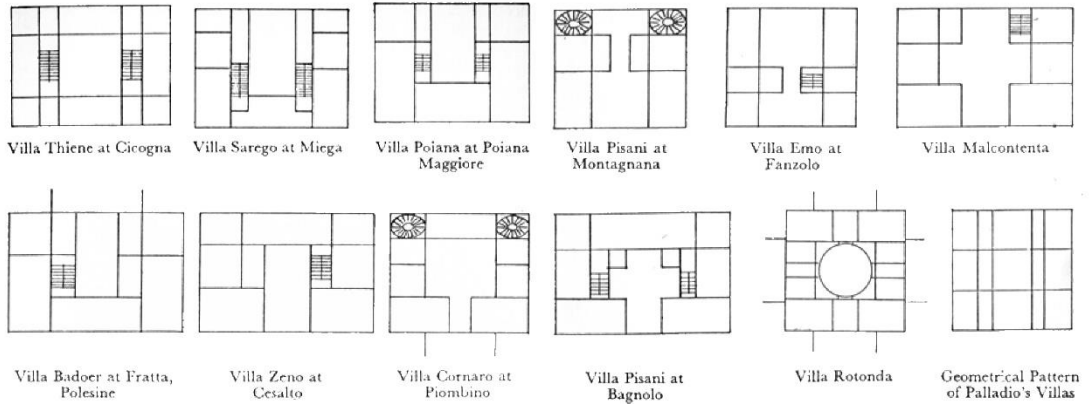 Villa Thiene at Cicogna
Villa Sarego at Miega
Villa Poiana at Poiana
Maggiore
Villa Pisani at
Montagnana
Villa Emo at
Fanzolo
Villa Malcontenta
Villa Badoer at Fratta,
Polesine
Villa Zeno at
Cesalto
Villa Cornaro at
Piombino
Villa Pisani at
Bagnolo
Villa Rotonda
Geometrical Pattern
of Palladio's Villas